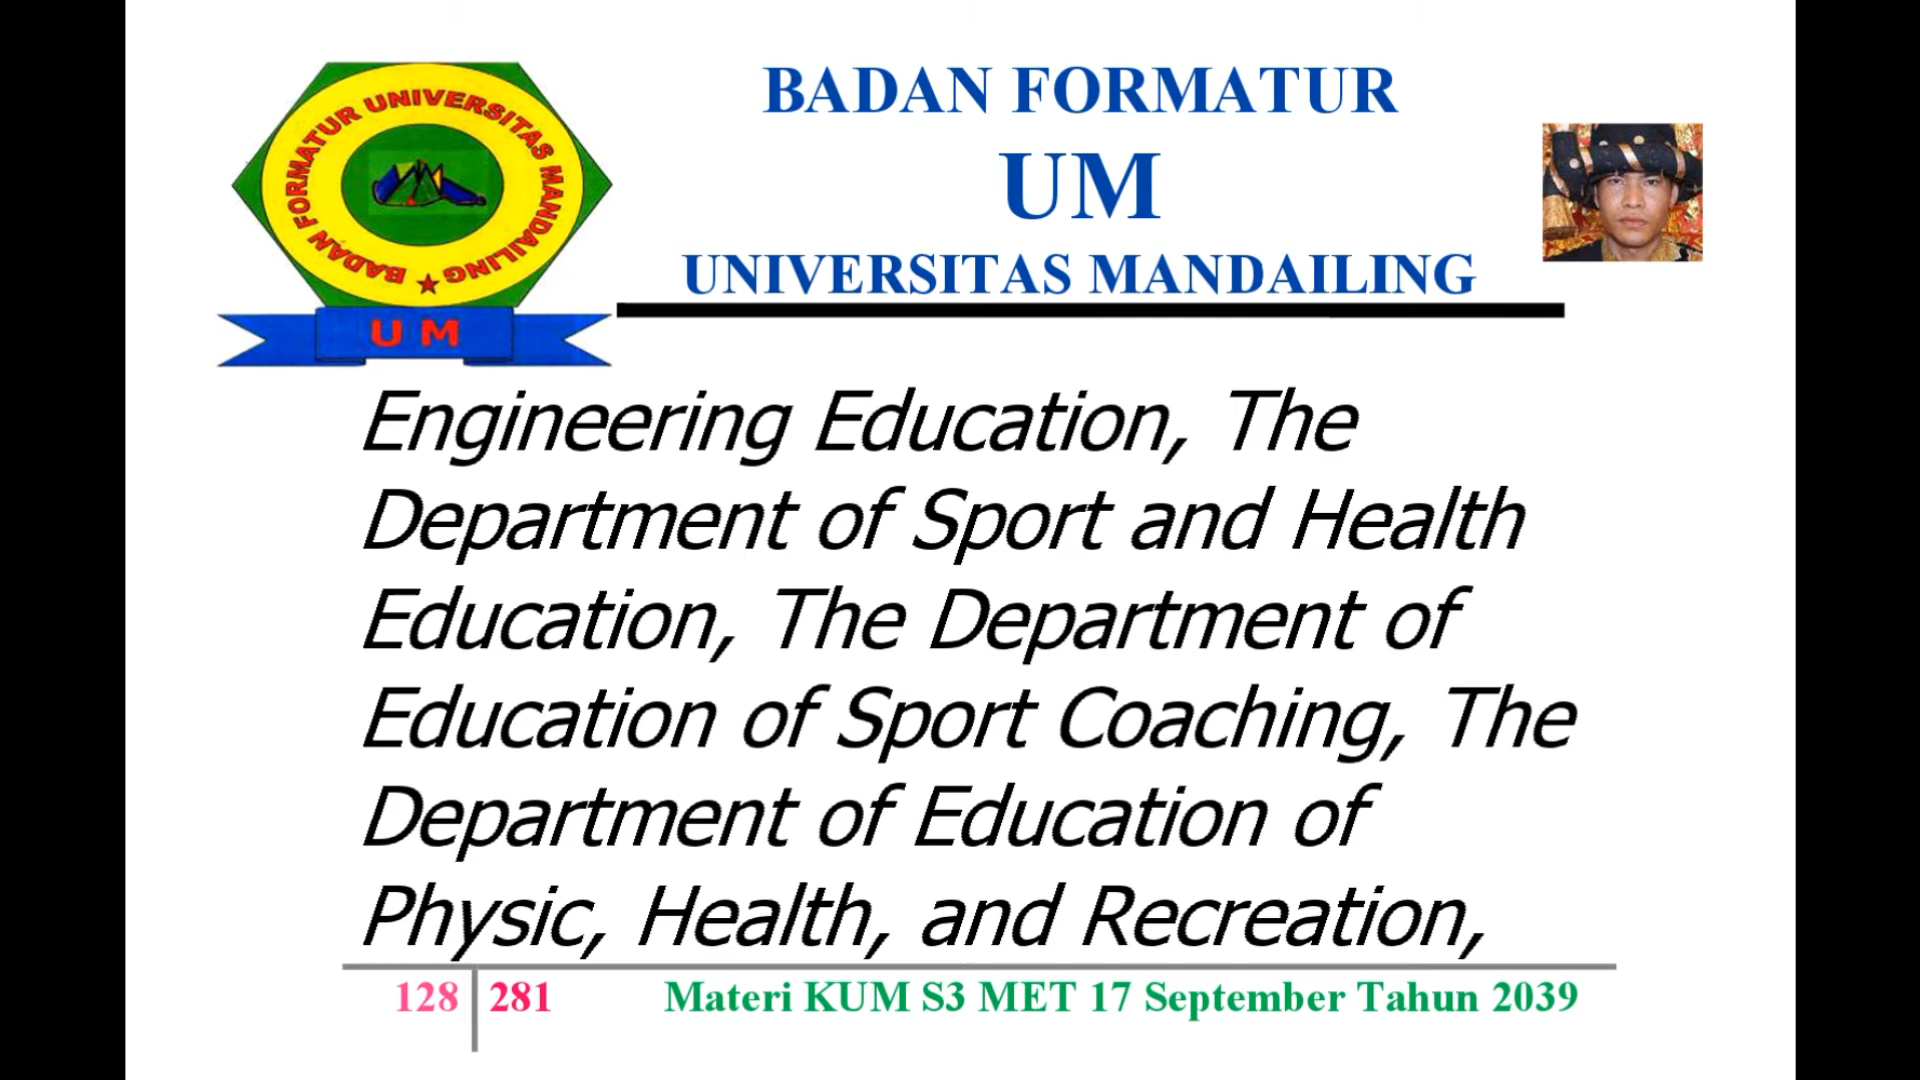 BADAN FORMATUR UNIVERSITAS MANDAILING
U M
BADAN FORMATUR
UM
UNIVERSITAS MANDAILING
Engineering Education, The
Department of Sport and Health
Education, The Department of
Education of Sport Coaching, The
Department of Education of
Physic, Health, and Recreation,
128 281 Materi KUM S3 MET 17 September Tahun 2039